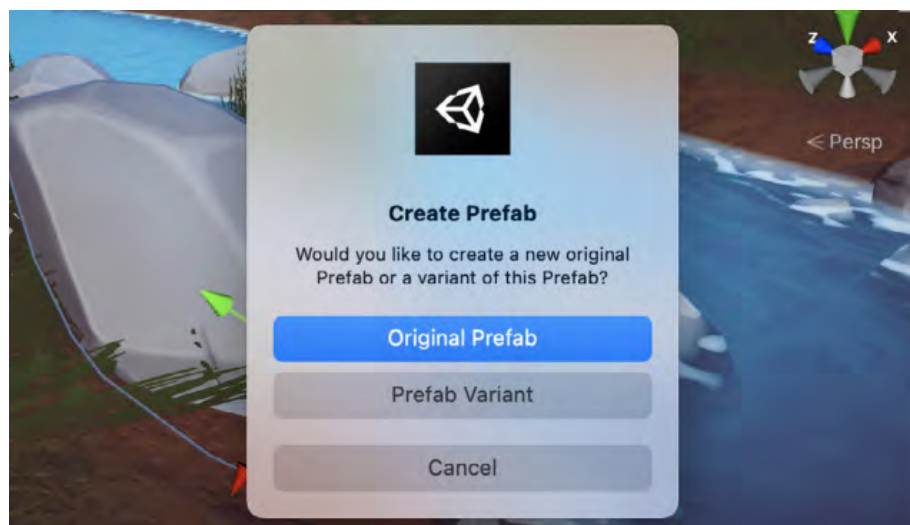 Z
X
< Persp
Create Prefab
Would you like to create a new original
Prefab or a variant of this Prefab?
Original Prefab
Prefab Variant
Cancel